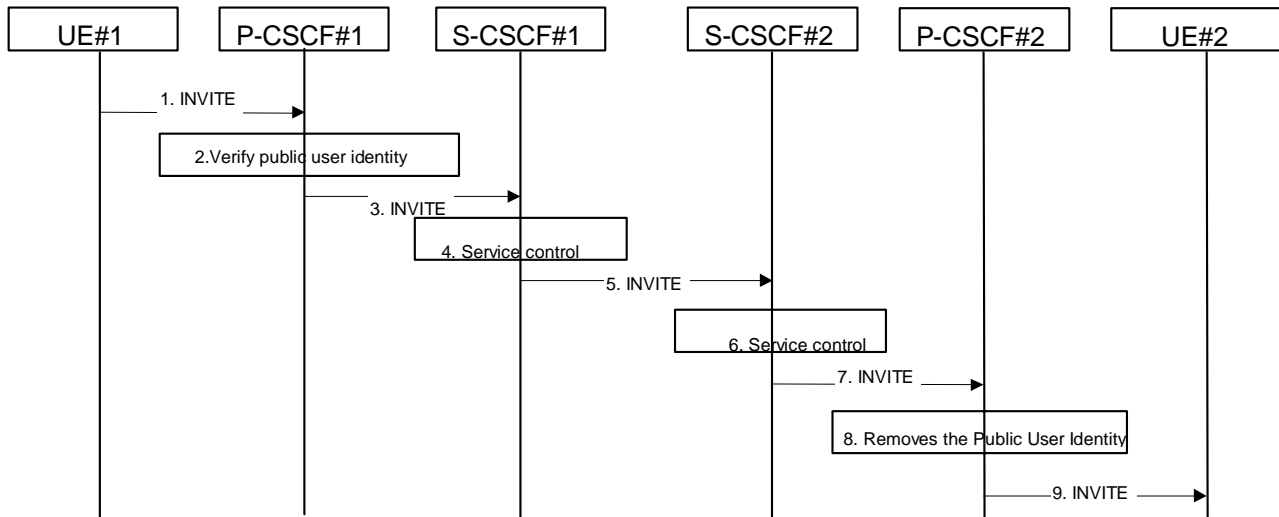 UE#1
P-CSCF#1
S-CSCF#1
S-CSCF#2
P-CSCF#2
UE#2
1. INVITE
2.Verify public user identity
3. INVITE
4. Service control
5. INVITE
6. Service control
7. INVITE
8. Removes the Public User Identity
9. INVITE